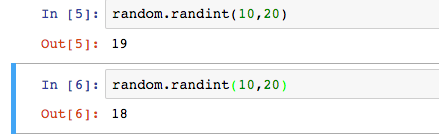 In [5]: random.randint(10,20)
Out[5]: 19
In [6]: random.randint(10,20)
Out[6]: 18